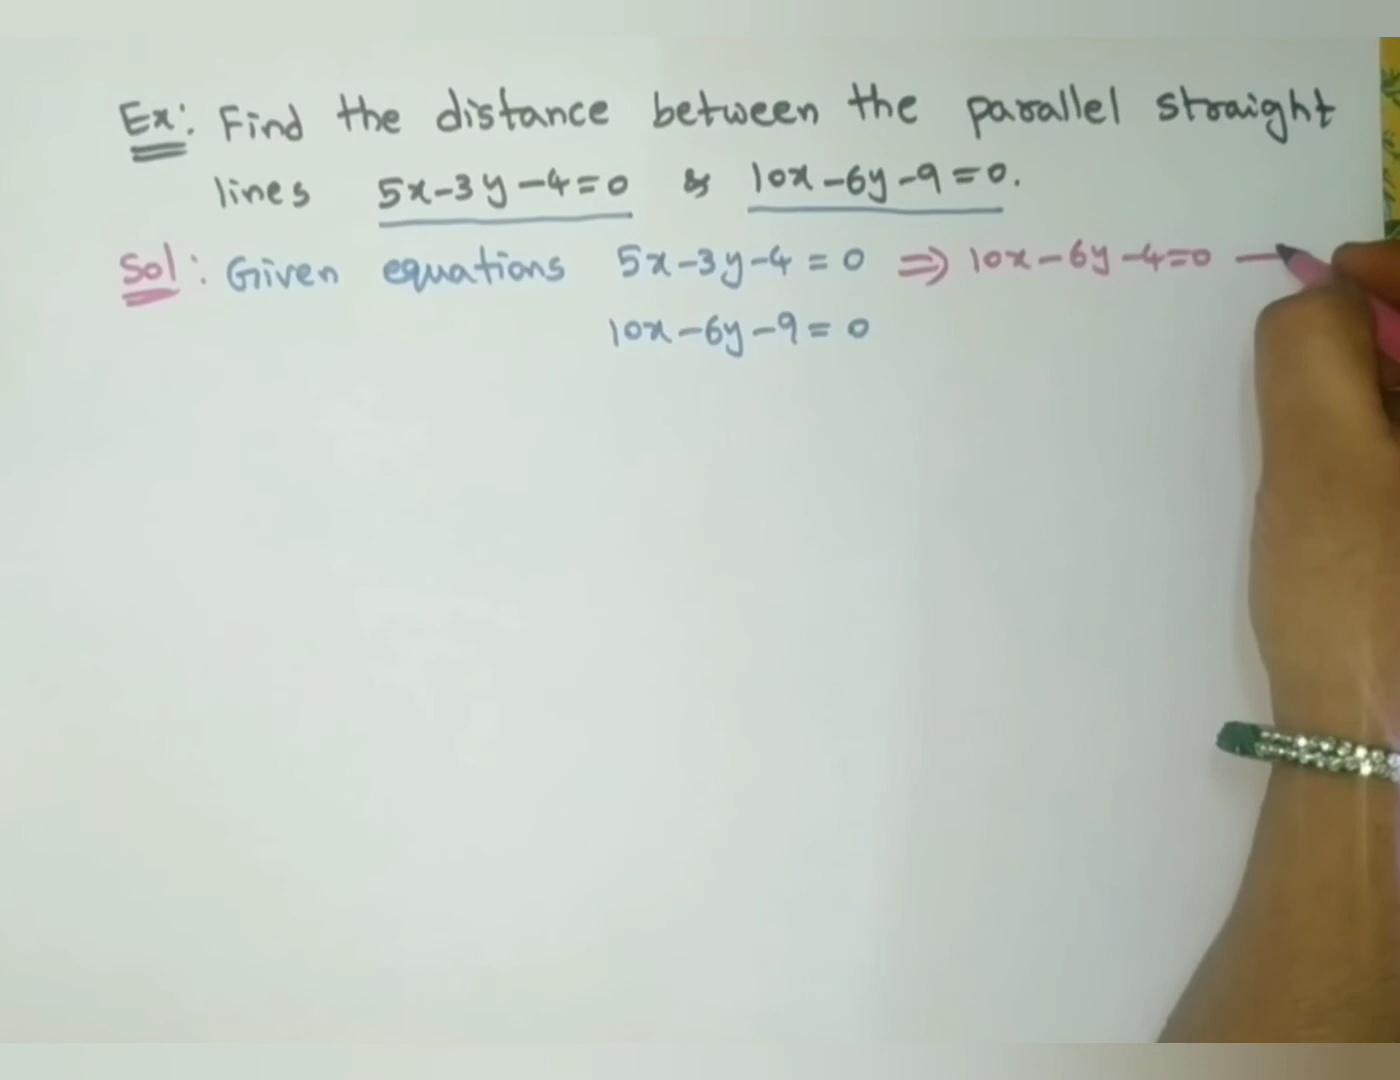 Ex: Find the distance between the parallel straight
lines 5x-3y-4=0 & 10x-6y-9=0.
Sol: Given equations 5x-3y-4=0 ⇒ 10x-6y-4=0 —
10x-6y-9=0